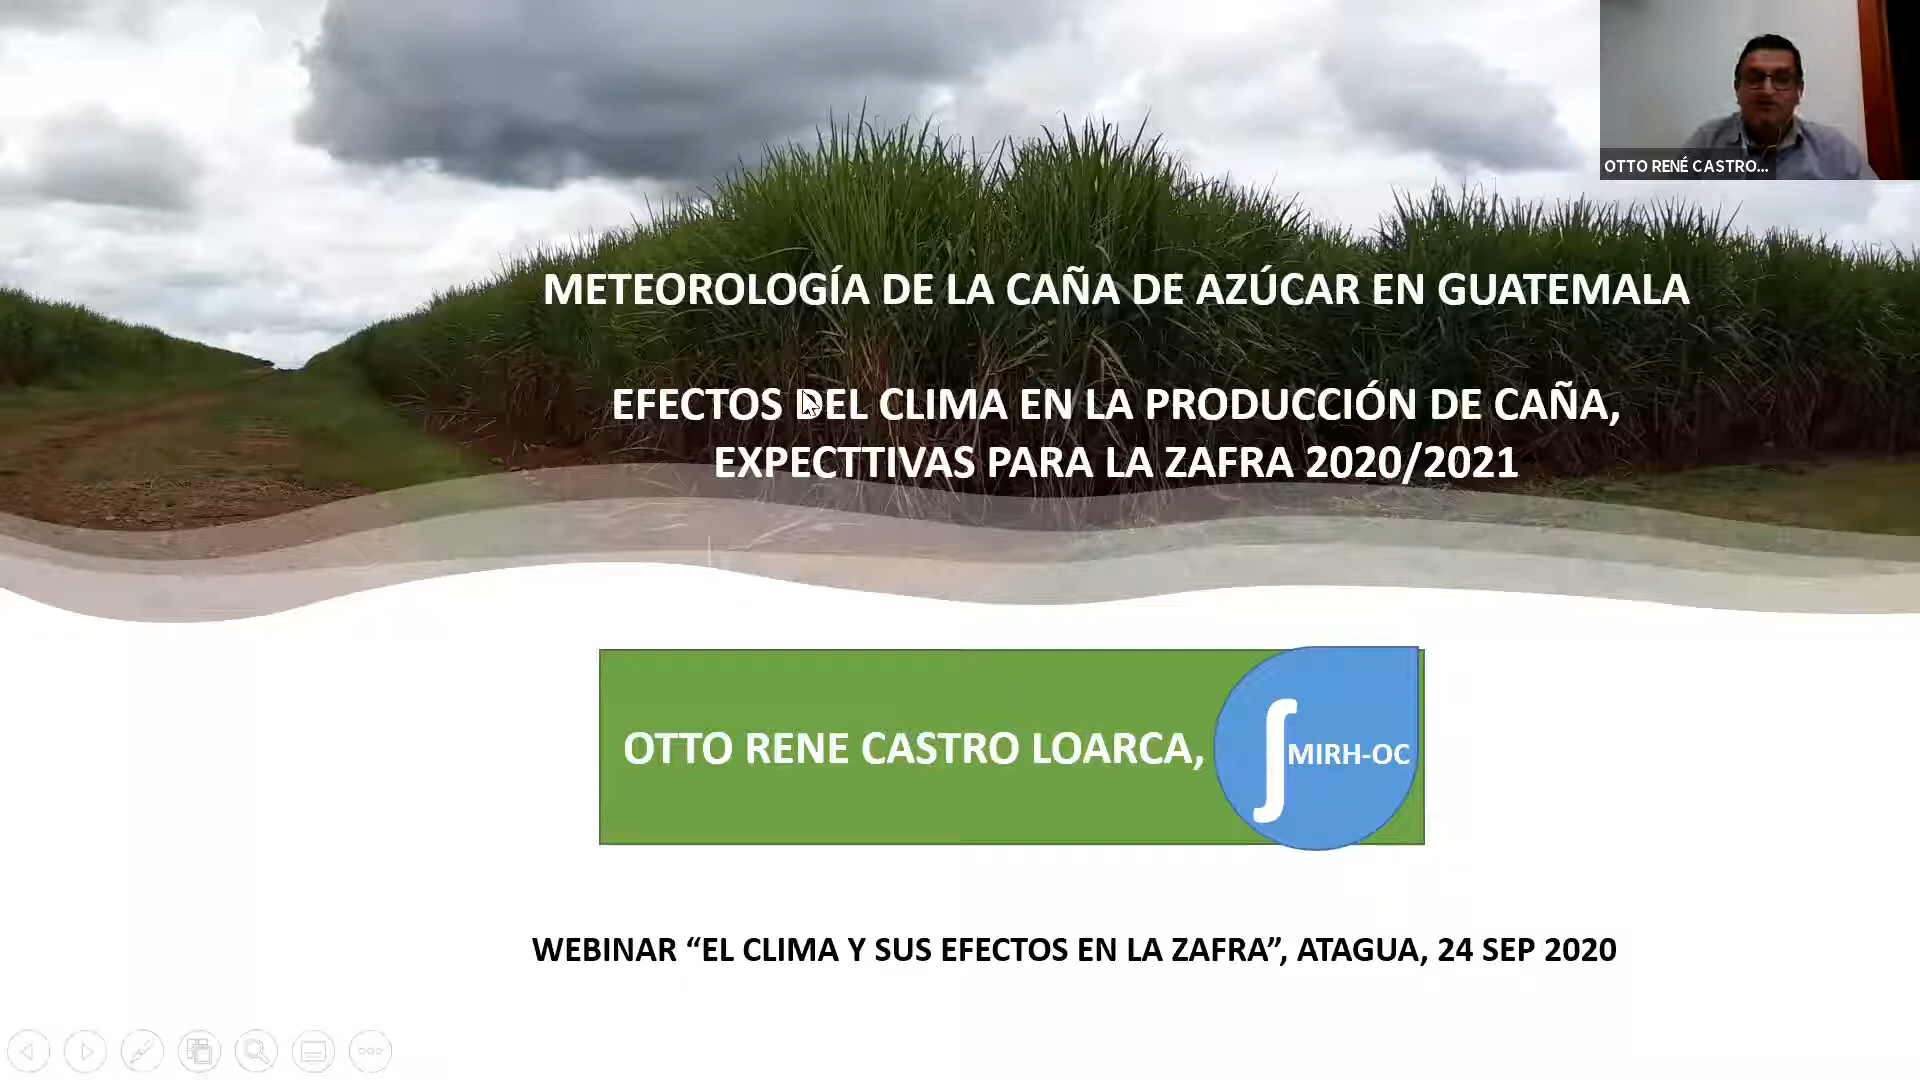 OTTO RENÉ CASTRO...
METEOROLOGÍA DE LA CAÑA DE AZÚCAR EN GUATEMALA
EFECTOS DEL CLIMA EN LA PRODUCCIÓN DE CAÑA,
EXPECTTIVAS PARA LA ZAFRA 2020/2021
OTTO RENE CASTRO LOARCA,
∫MIRH-OC
WEBINAR “EL CLIMA Y SUS EFECTOS EN LA ZAFRA”, ATAGUA, 24 SEP 2020